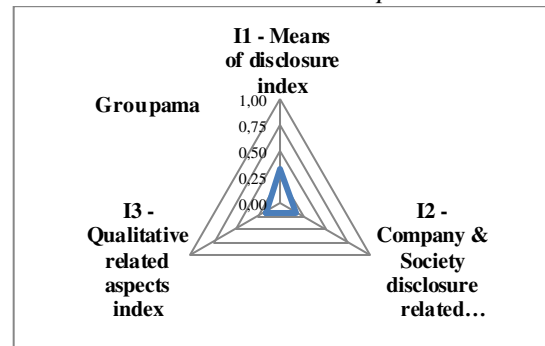 I1 - Means
of disclosure
index
Groupama
1,00
0,75
0,50
0,25
0,00
I3 -
Qualitative
related
aspects
index
I2 -
Company &
Society
disclosure
related…